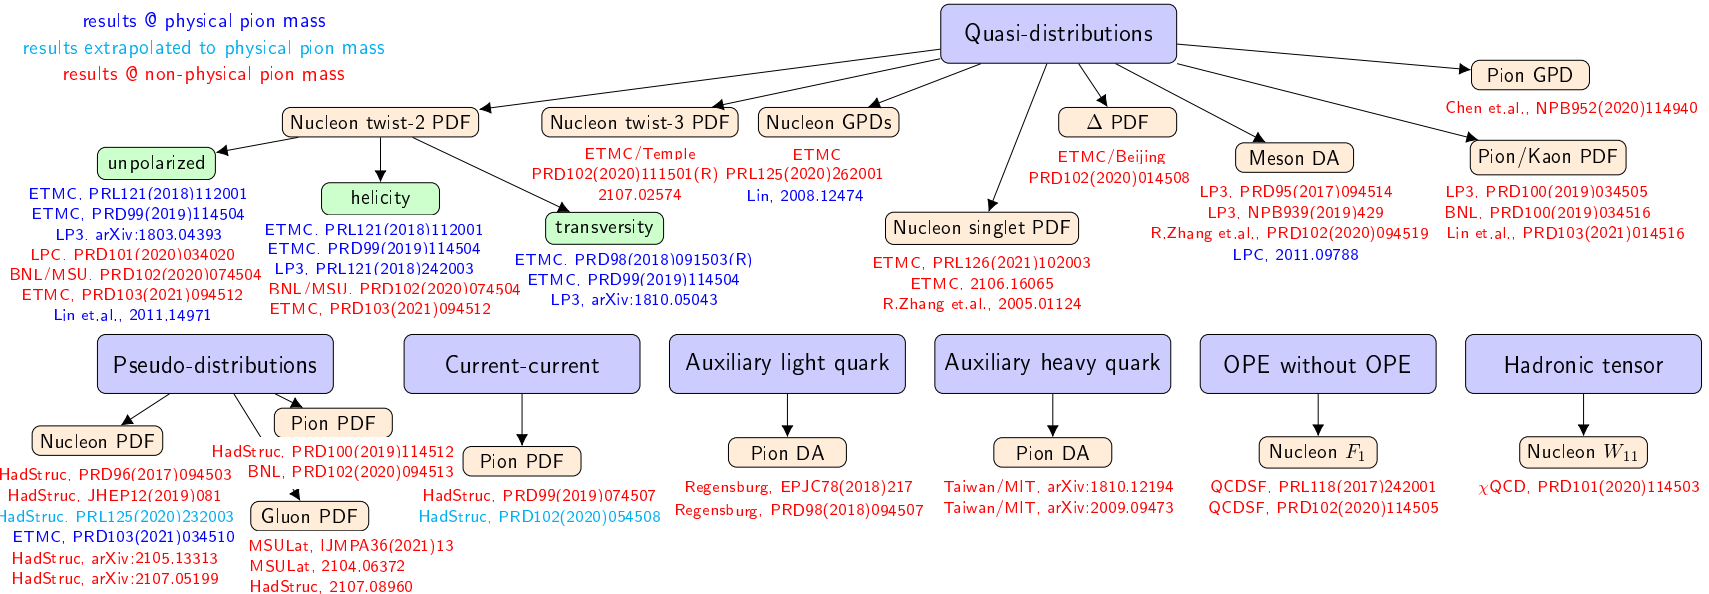 results @ physical pion mass
results extrapolated to physical pion mass
results @ non-physical pion mass
Quasi-distributions
Nucleon twist-2 PDF
unpolarized
ETMC, PRL121(2018)112001
ETMC, PRD99(2019)114504
LP3, arXiv:1803.04393
LPC, PRD101(2020)034020
BNL/MSU, PRD102(2020)074504
ETMC, PRD103(2021)094512
Lin et.al., 2011.14971
helicity
ETMC, PRL121(2018)112001
ETMC, PRD99(2019)114504
LP3, PRL121(2018)242003
BNL/MSU, PRD102(2020)074504
ETMC, PRD103(2021)094512
transversity
ETMC, PRD98(2018)091503(R)
ETMC, PRD99(2019)114504
LP3, arXiv:1810.05043
Nucleon twist-3 PDF
ETMC/Temple
PRD102(2020)111501(R)
2107.02574
Nucleon GPDs
ETMC
PRL125(2020)262001
Lin, 2008.12474
Nucleon singlet PDF
ETMC, PRL126(2021)102003
ETMC, 2106.16065
R.Zhang et.al., 2005.01124
Δ PDF
ETMC/Beijing
PRD102(2020)014508
Meson DA
LP3, PRD95(2017)094514
LP3, NPB939(2019)429
R.Zhang et.al., PRD102(2020)094519
LPC, 2011.09788
Pion GPD
Chen et.al., NPB952(2020)114940
Pion/Kaon PDF
LP3, PRD100(2019)034505
BNL, PRD100(2019)034516
Lin et.al., PRD103(2021)014516
Pseudo-distributions
Nucleon PDF
HadStruc, PRD96(2017)094503
HadStruc, JHEP12(2019)081
HadStruc, PRL125(2020)232003
ETMC, PRD103(2021)034510
HadStruc, arXiv:2105.13313
HadStruc, arXiv:2107.05199
Pion PDF
HadStruc, PRD100(2019)114512
BNL, PRD102(2020)094513
Gluon PDF
MSULat, IJMPA36(2021)13
MSULat, 2104.06372
HadStruc, 2107.08960
Current-current
Pion PDF
HadStruc, PRD99(2019)074507
HadStruc, PRD102(2020)054508
Auxiliary light quark
Pion DA
Regensburg, EPJC78(2018)217
Regensburg, PRD98(2018)094507
Auxiliary heavy quark
Pion DA
Taiwan/MIT, arXiv:1810.12194
Taiwan/MIT, arXiv:2009.09473
OPE without OPE
Nucleon F₁
QCDSF, PRL118(2017)242001
QCDSF, PRD102(2020)114505
Hadronic tensor
Nucleon W₁₁
χQCD, PRD101(2020)114503